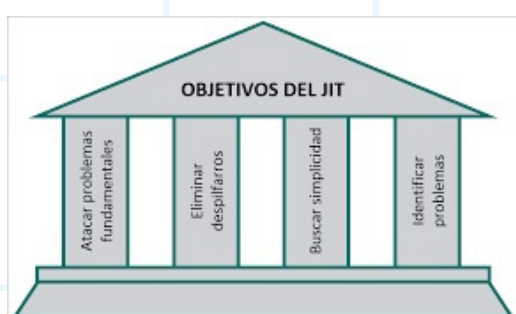 OBJETIVOS DEL JIT
Atacar problemas
fundamentales
Eliminar
despilfarros
Buscar simplicidad
Identificar
problemas